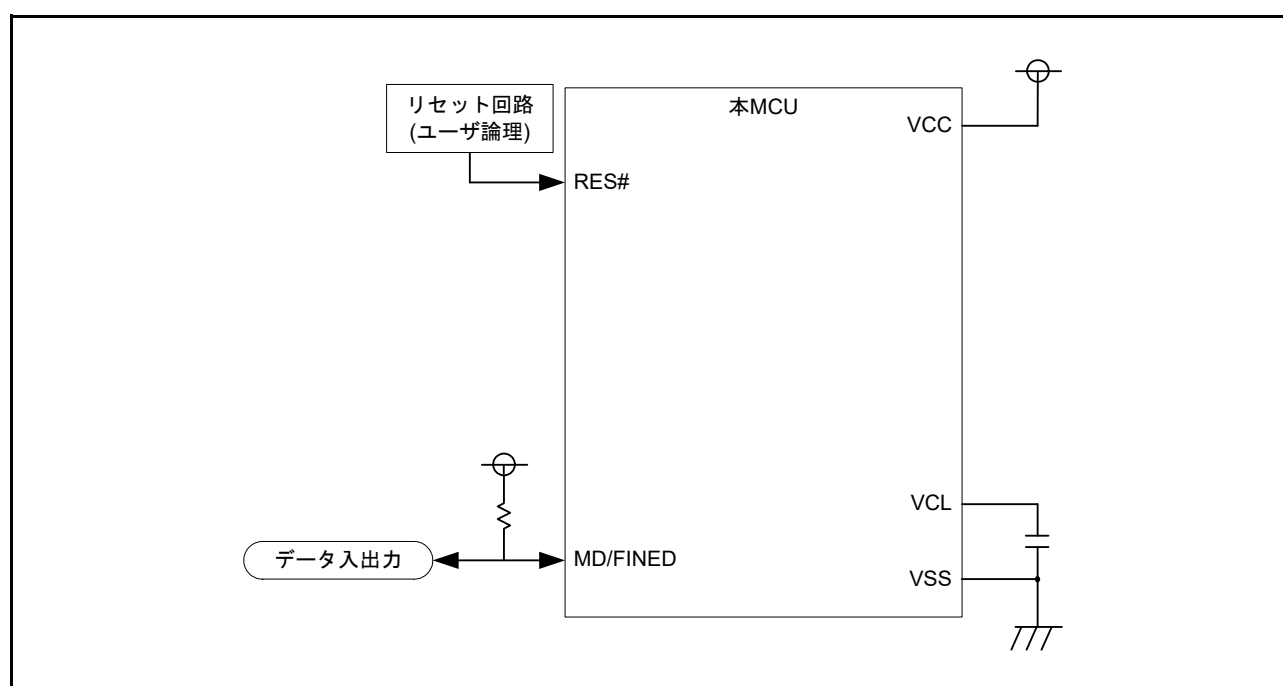 リセット回路
(ユーザ論理)
本MCU
VCC
RES#
VCL
データ入出力
MD/FINED
VSS